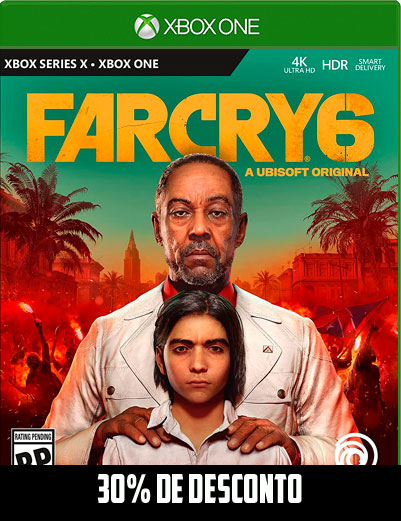 XBOX ONE
XBOX SERIES X • XBOX ONE
4K
ULTRA HD
HDR
SMART
DELIVERY
FARCRY6
A UBISOFT ORIGINAL
RATING PENDING
RP
30% DE DESCONTO